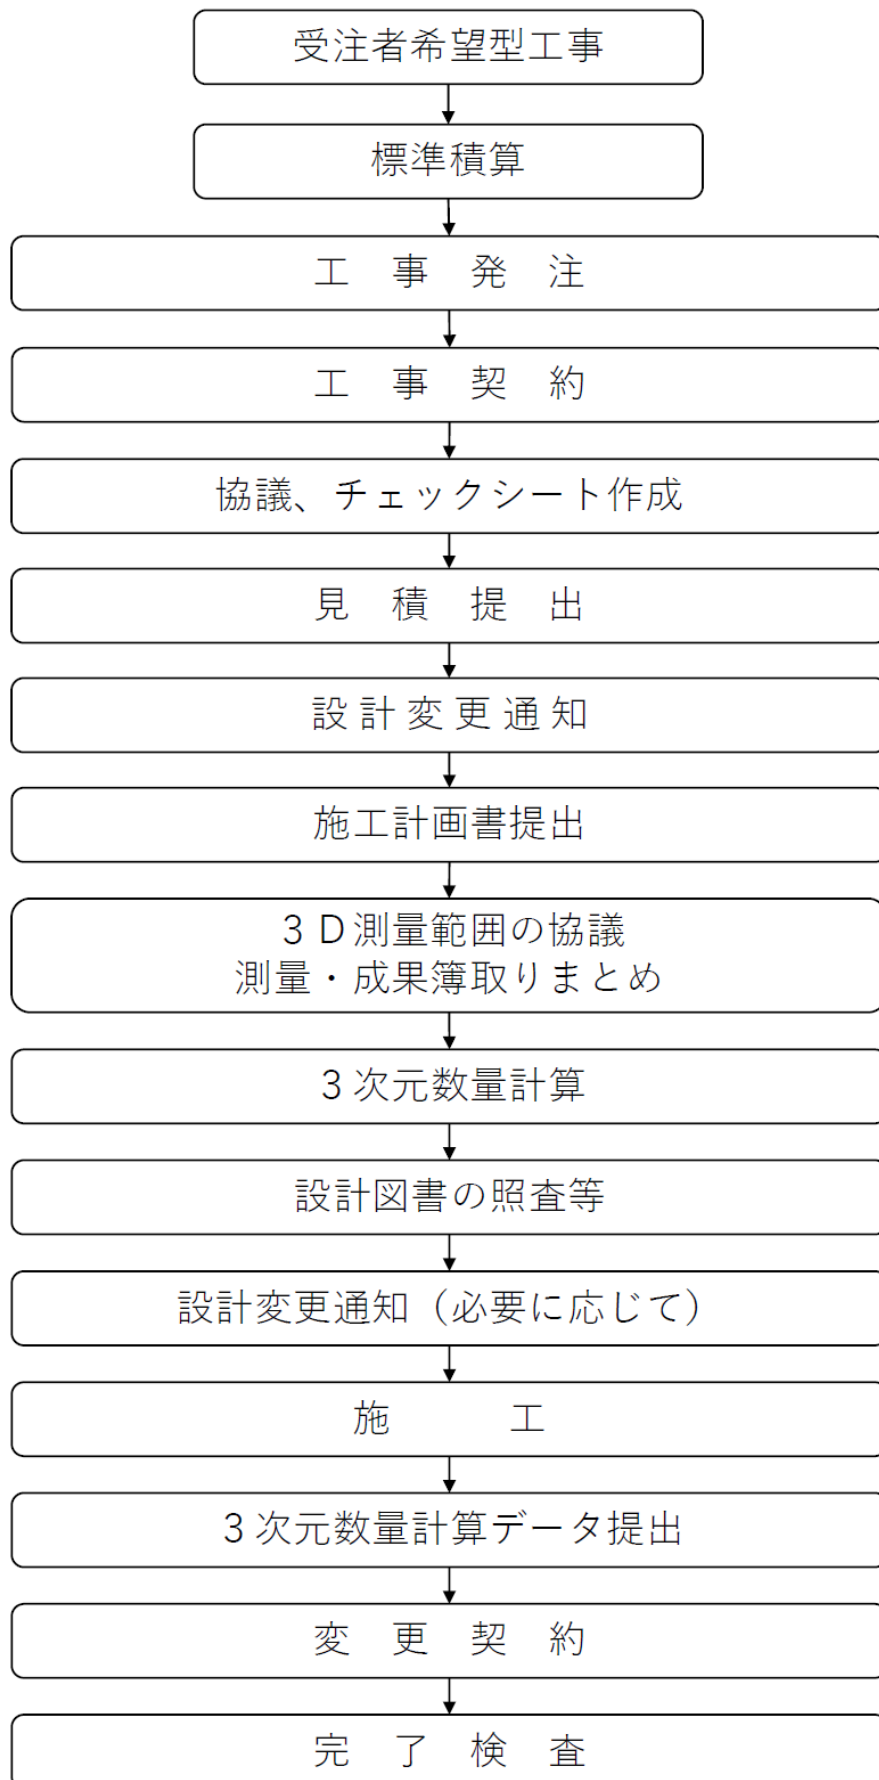 受注者希望型工事
標準積算
工　事　発　注
工　事　契　約
協議、チェックシート作成
見　積　提　出
設 計 変 更 通 知
施工計画書提出
３Ｄ測量範囲の協議
測量・成果簿取りまとめ
３次元数量計算
設計図書の照査等
設計変更通知（必要に応じて）
施　　　工
３次元数量計算データ提出
変　更　契　約
完　了　検　査